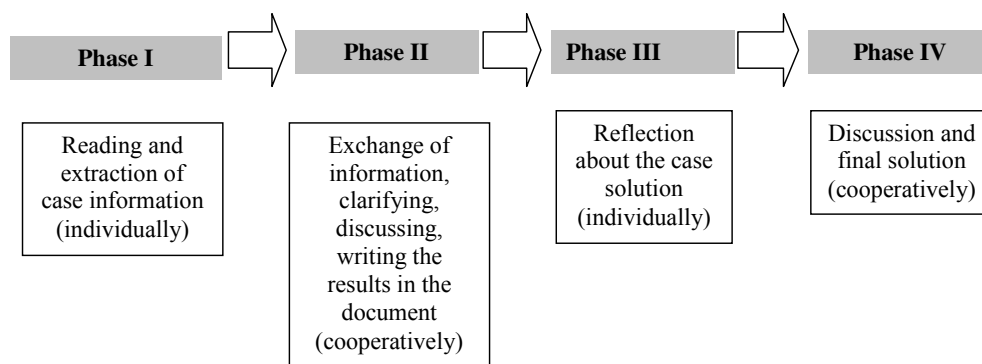 Phase I
Phase II
Phase III
Phase IV
Reading and
extraction of
case information
(individually)
Exchange of
information,
clarifying,
discussing,
writing the
results in the
document
(cooperatively)
Reflection
about the case
solution
(individually)
Discussion and
final solution
(cooperatively)